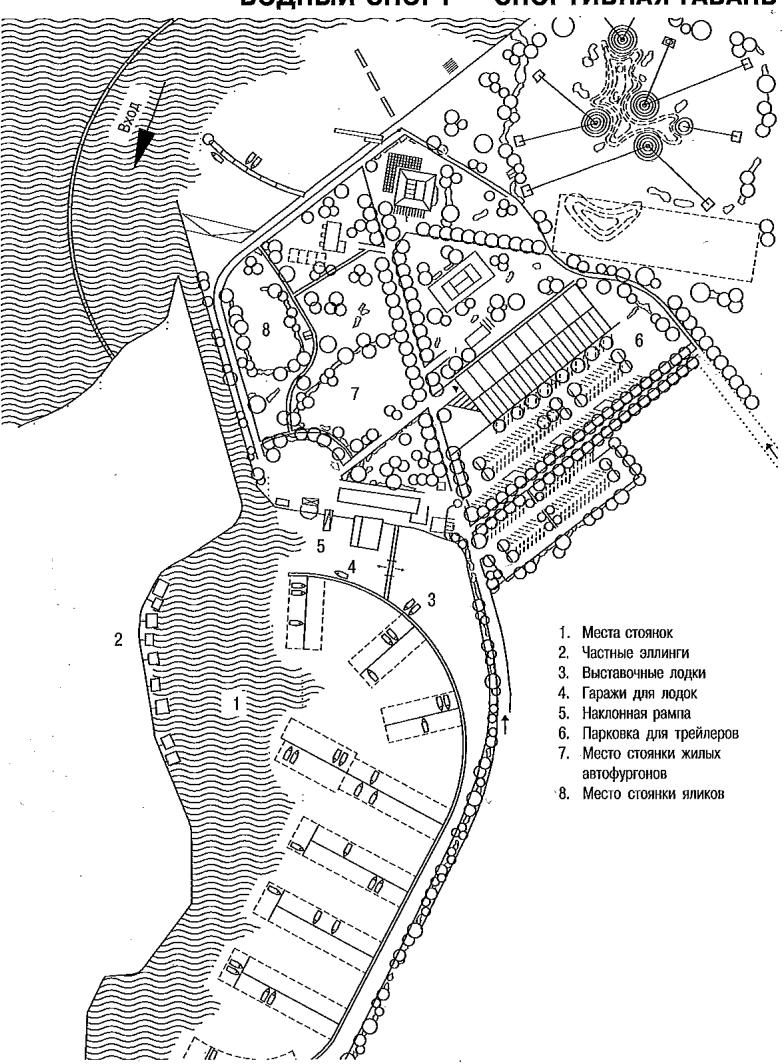 ВОДНЫЙ СПОРТ — СПОРТИВНАЯ ГАВАНЬ
Вход
8
7
6
5
4
3
2
1
1. Места стоянок
2. Частные эллинги
3. Выставочные лодки
4. Гаражи для лодок
5. Наклонная рампа
6. Парковка для трейлеров
7. Место стоянки жилых
автофургонов
8. Место стоянки яликов